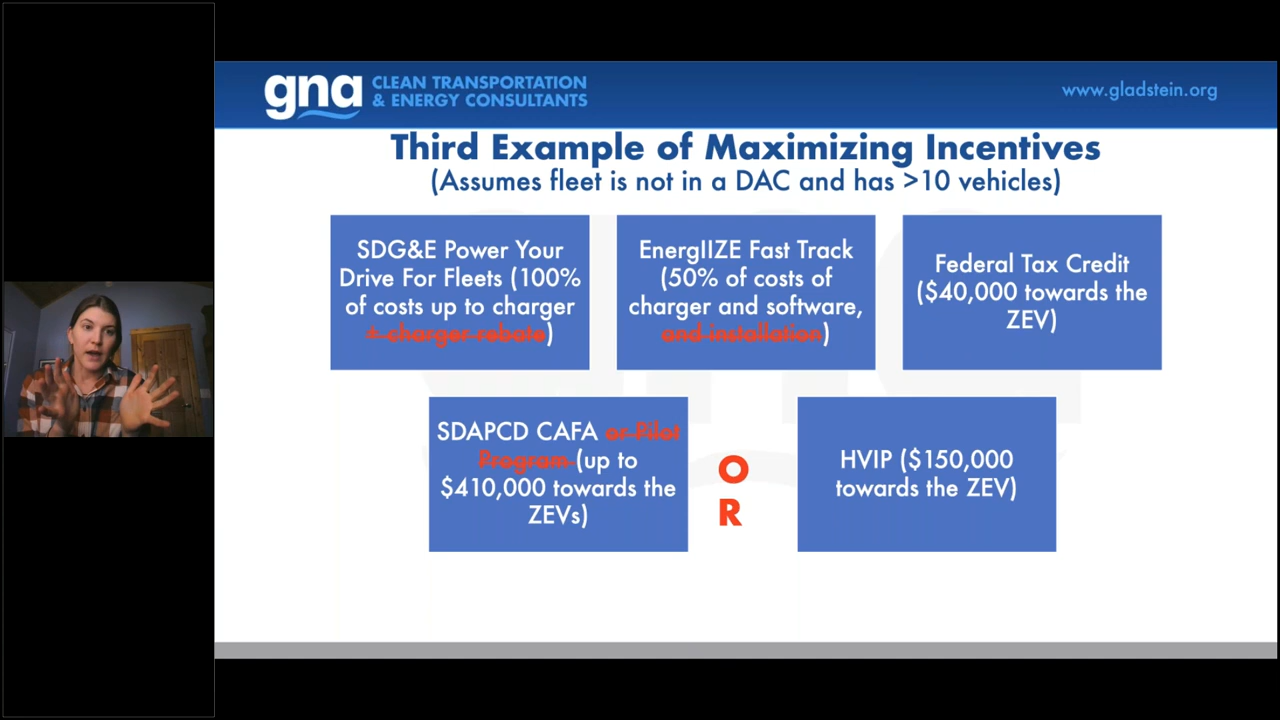 gna CLEAN TRANSPORTATION
& ENERGY CONSULTANTS
www.gladstein.org
Third Example of Maximizing Incentives
(Assumes fleet is not in a DAC and has >10 vehicles)
SDG&E Power Your
Drive For Fleets (100%
of costs up to charger
+ charger rebate)
EnergIIZE Fast Track
(50% of costs of
charger and software,
and installation)
Federal Tax Credit
($40,000 towards the
ZEV)
SDAPCD CAFA or Pilot
Program (up to
$410,000 towards the
ZEVs)
O
R
HVIP ($150,000
towards the ZEV)